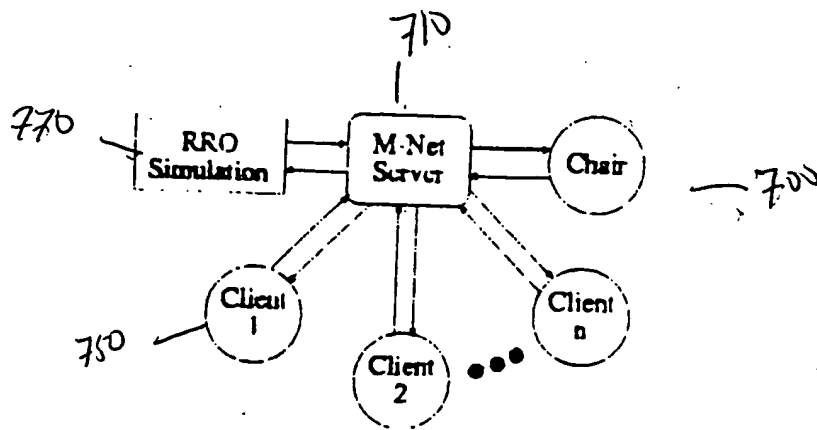 710
770
RRO
Simulation
M-Net
Server
Chair
700
Client
1
Client
n
750
Client
2